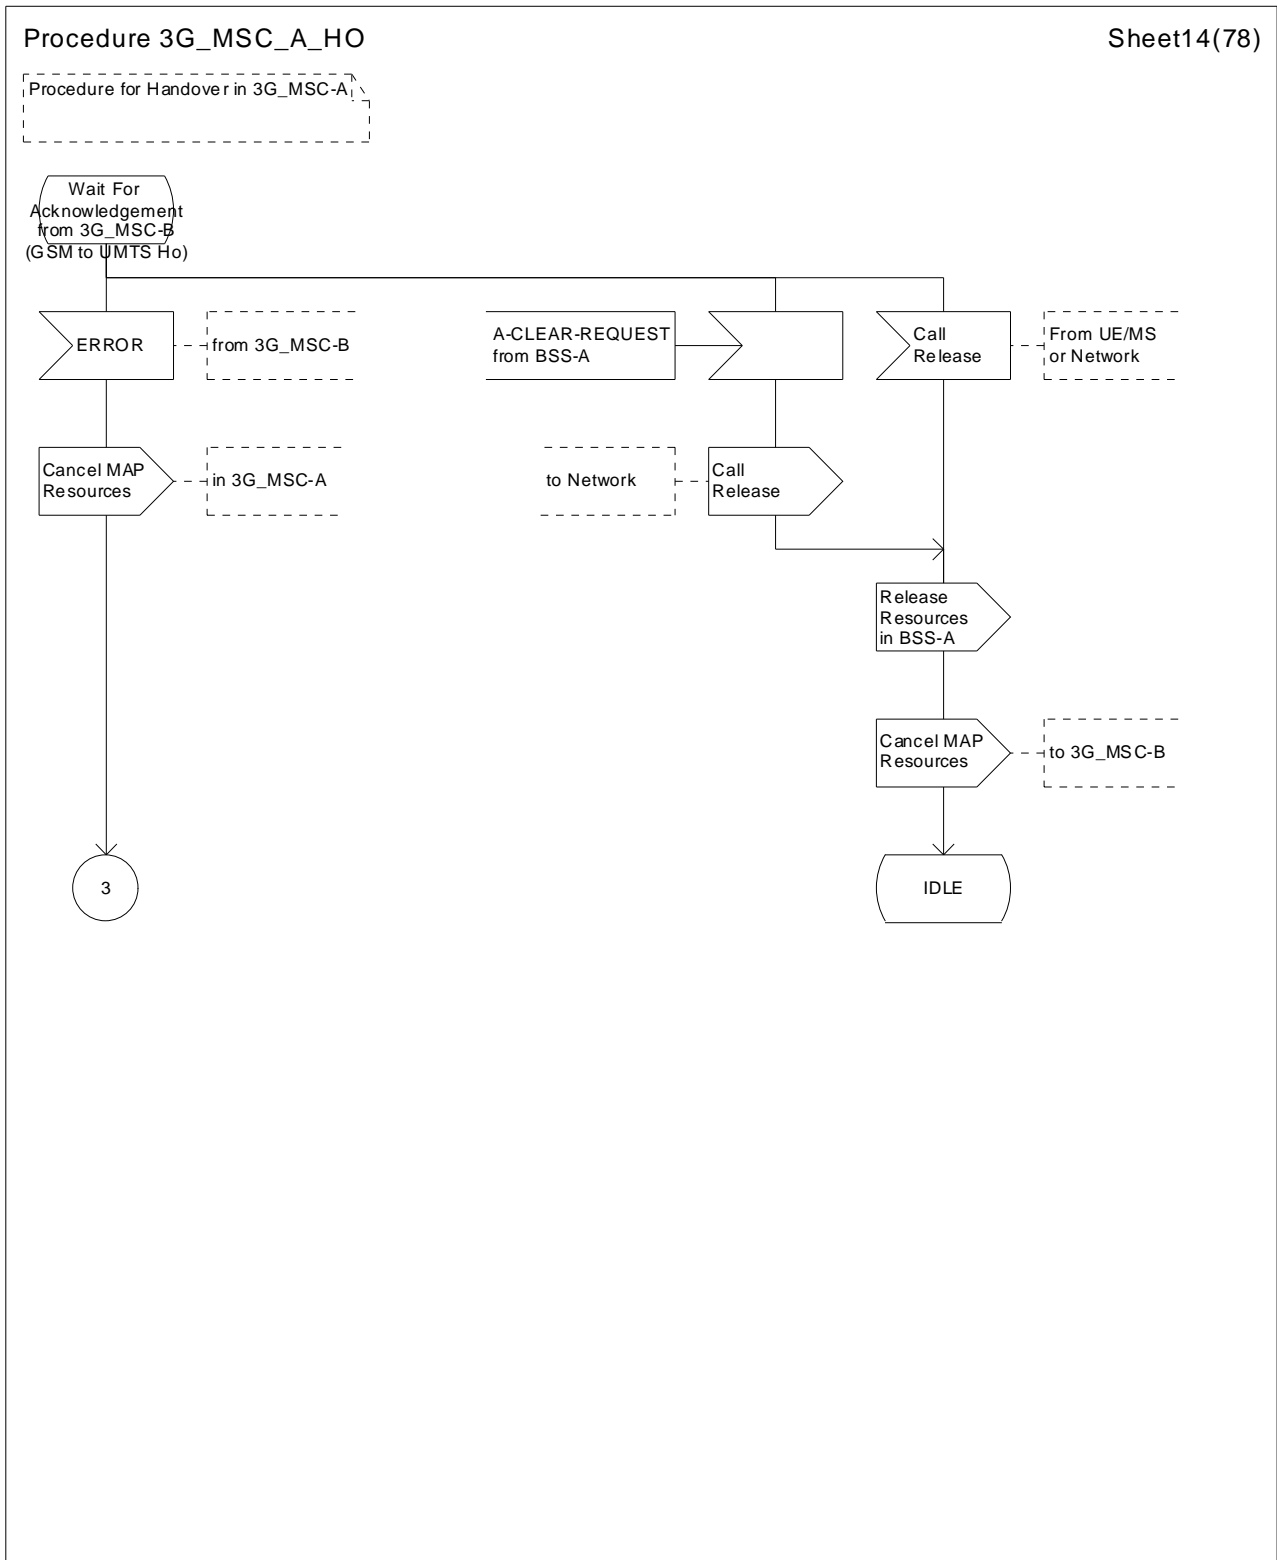 Procedure 3G_MSC_A_HO
Sheet14(78)
Procedure for Handover in 3G_MSC-A
Wait For
Acknowledgement
from 3G_MSC-B
(GSM to UMTS Ho)
ERROR
from 3G_MSC-B
A-CLEAR-REQUEST
from BSS-A
Call
Release
From UE/MS
or Network
Cancel MAP
Resources
in 3G_MSC-A
to Network
Call
Release
Release
Resources
in BSS-A
Cancel MAP
Resources
to 3G_MSC-B
3
IDLE